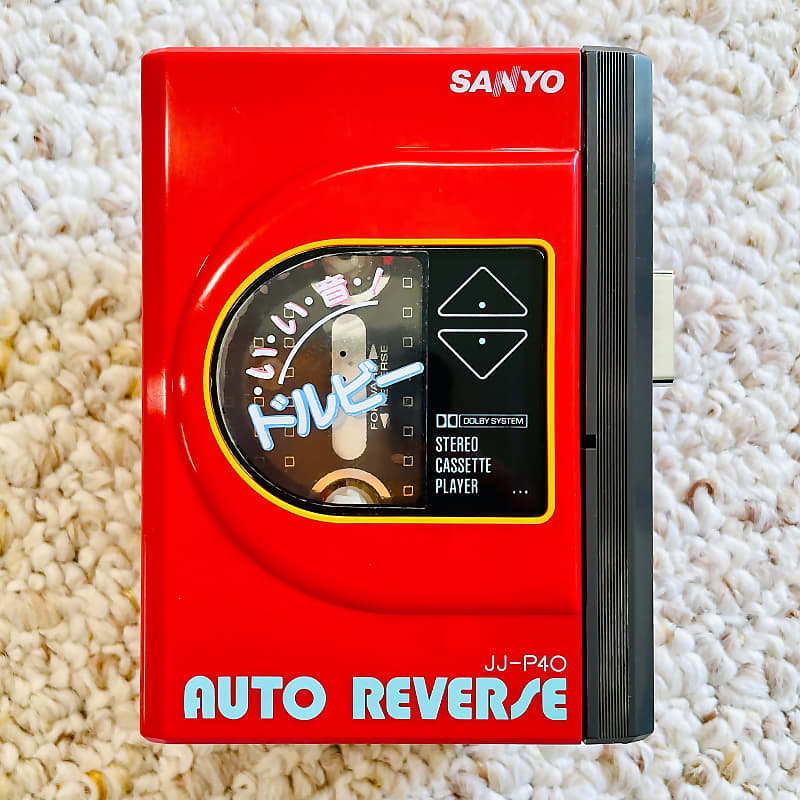 SANYO
・い・い・音・!
ドルビー
FORWARD
REVERSE
DOLBY SYSTEM
STEREO
CASSETTE
PLAYER
JJ-P40
AUTO REVERSE